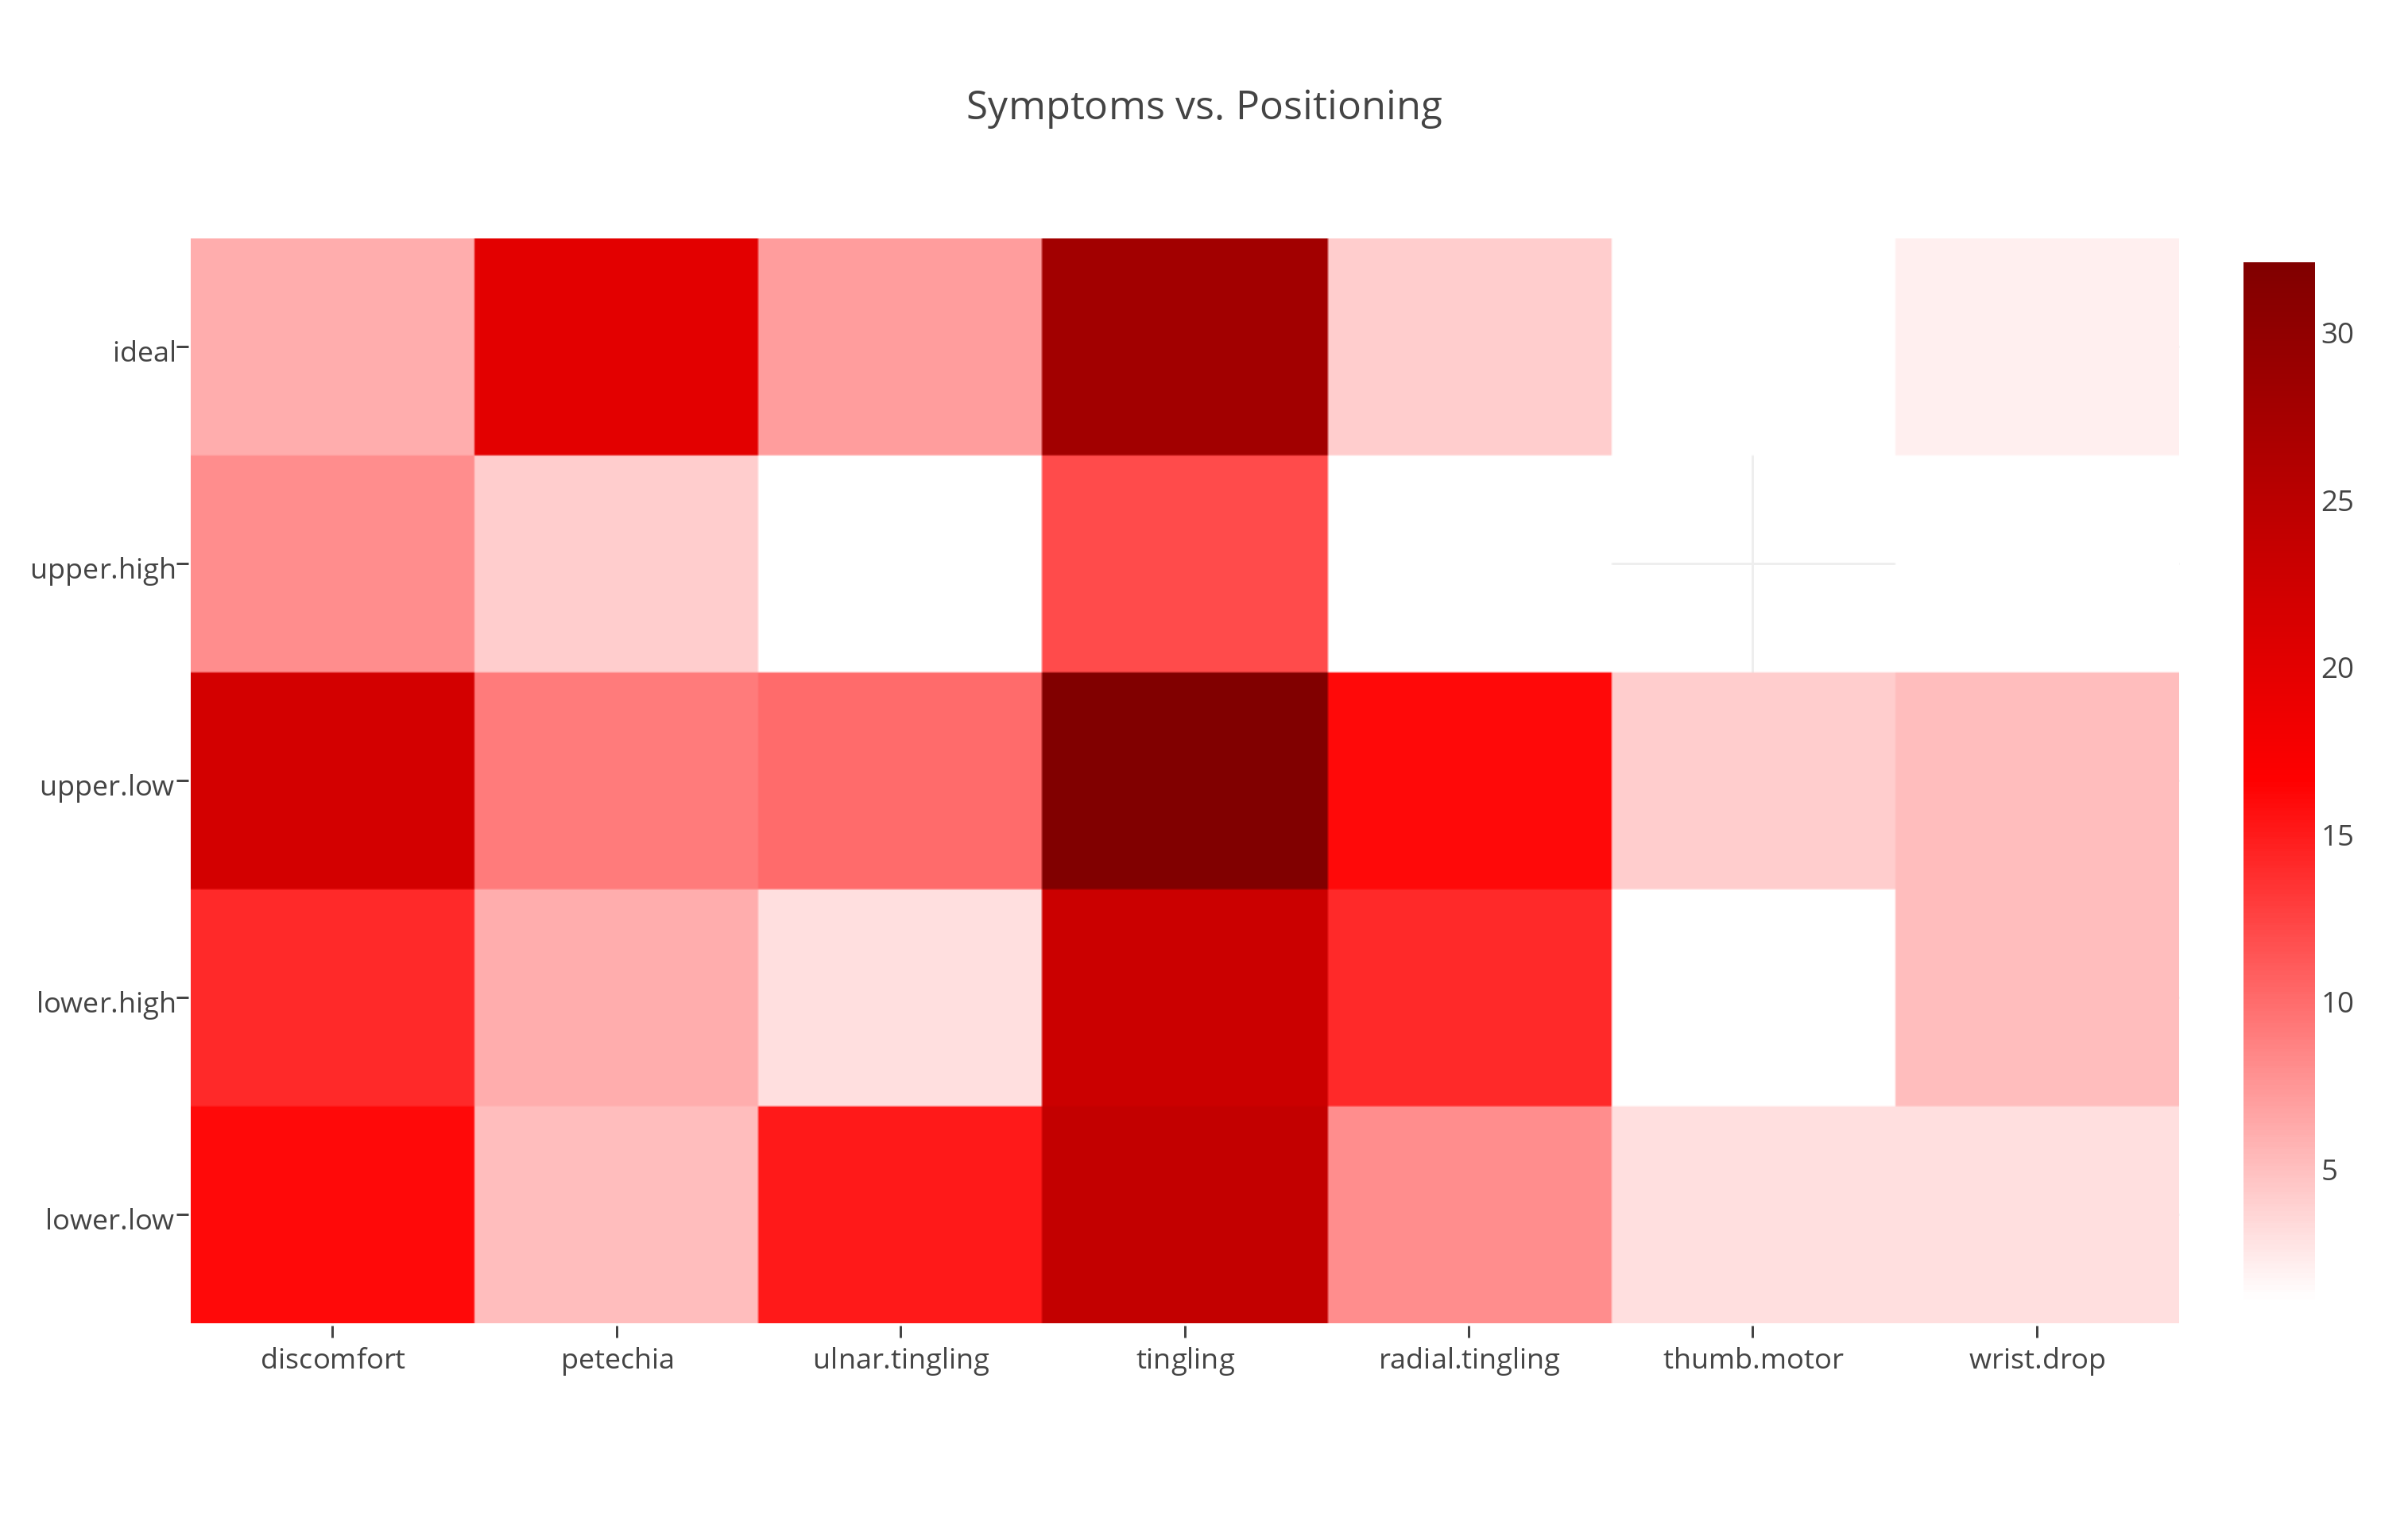 Symptoms vs. Positioning
ideal
upper.high
upper.low
lower.high
lower.low
discomfort petechia ulnar.tingling tingling radial.tingling thumb.motor wrist.drop
30
25
20
15
10
5